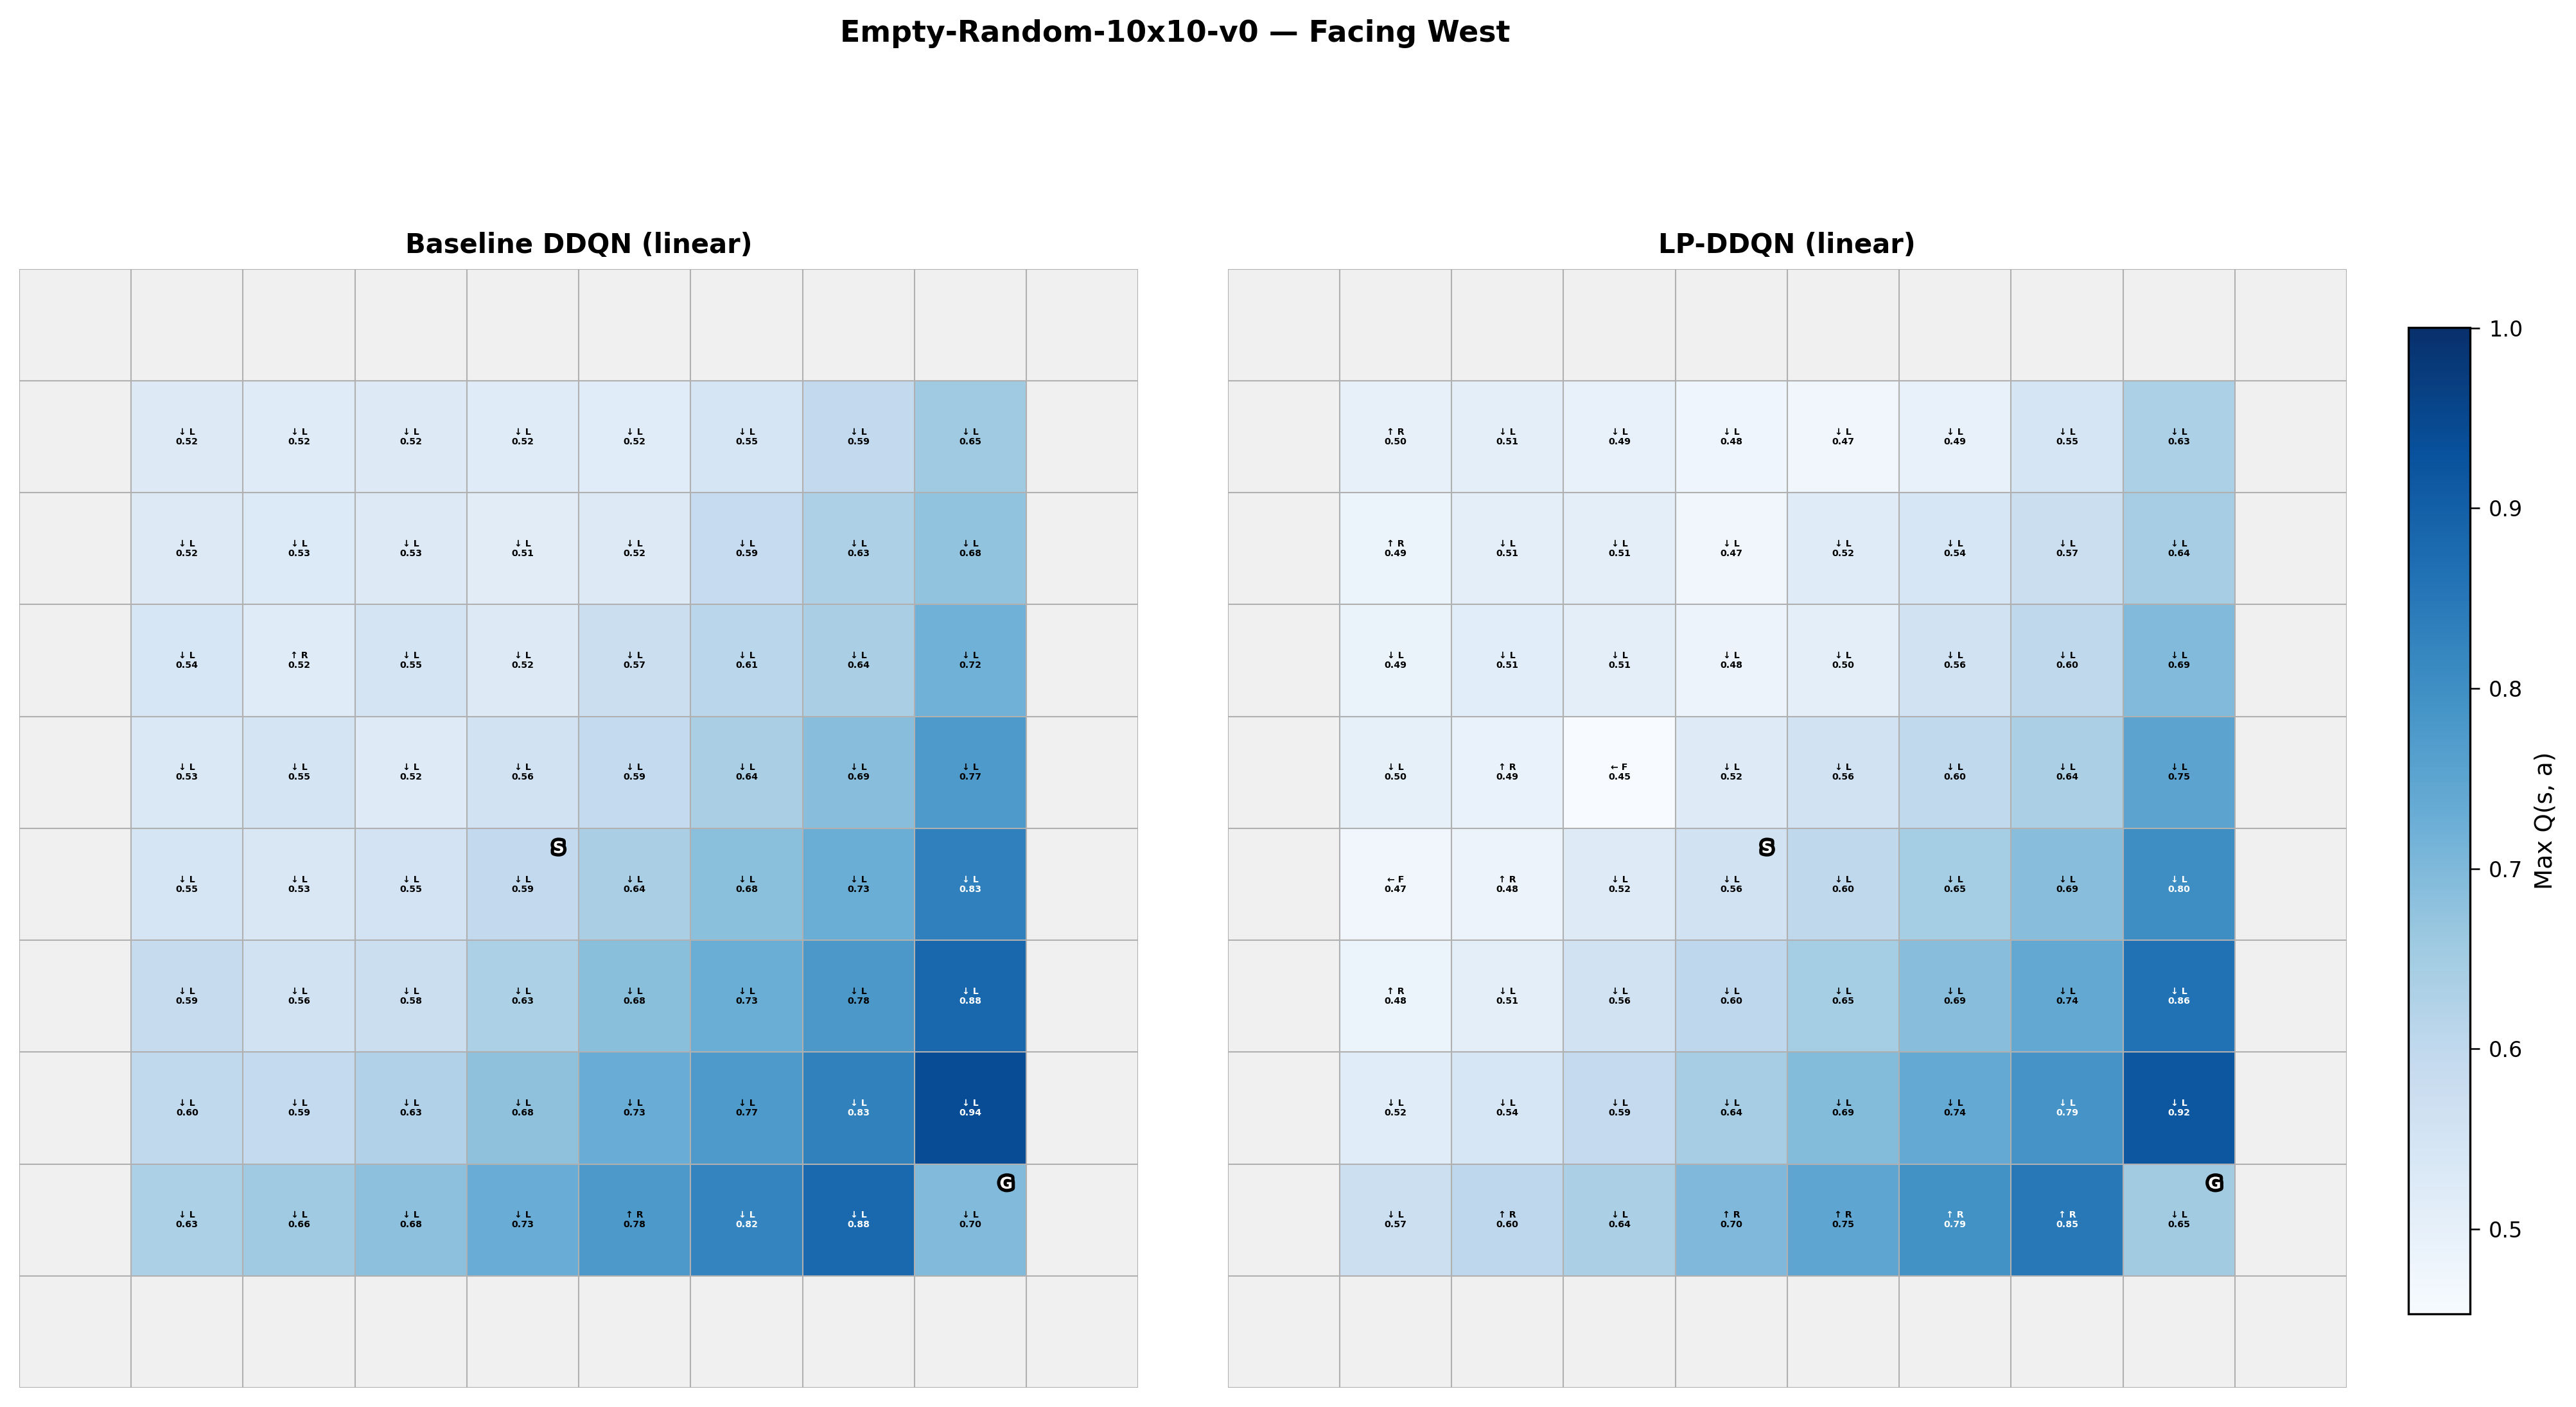 Empty-Random-10x10-v0 — Facing West
Baseline DDQN (linear)
↓ L ↓ L ↓ L ↓ L ↓ L ↓ L ↓ L ↓ L
0.52 0.52 0.52 0.52 0.52 0.55 0.59 0.65
↓ L ↓ L ↓ L ↓ L ↓ L ↓ L ↓ L ↓ L
0.52 0.53 0.53 0.51 0.52 0.59 0.63 0.68
↓ L ↑ R ↓ L ↓ L ↓ L ↓ L ↓ L ↓ L
0.54 0.52 0.55 0.52 0.57 0.61 0.64 0.72
↓ L ↓ L ↓ L ↓ L ↓ L ↓ L ↓ L ↓ L
0.53 0.55 0.52 0.56 0.59 0.64 0.69 0.77
S
↓ L ↓ L ↓ L ↓ L ↓ L ↓ L ↓ L ↓ L
0.55 0.53 0.55 0.59 0.64 0.68 0.73 0.83
↓ L ↓ L ↓ L ↓ L ↓ L ↓ L ↓ L ↓ L
0.59 0.56 0.58 0.63 0.68 0.73 0.78 0.88
↓ L ↓ L ↓ L ↓ L ↓ L ↓ L ↓ L ↓ L
0.60 0.59 0.63 0.68 0.73 0.77 0.83 0.94
G
↓ L ↓ L ↓ L ↓ L ↑ R ↓ L ↓ L ↓ L
0.63 0.66 0.68 0.73 0.78 0.82 0.88 0.70
LP-DDQN (linear)
↑ R ↓ L ↓ L ↓ L ↓ L ↓ L ↓ L ↓ L
0.50 0.51 0.49 0.48 0.47 0.49 0.55 0.63
↑ R ↓ L ↓ L ↓ L ↓ L ↓ L ↓ L ↓ L
0.49 0.51 0.51 0.47 0.52 0.54 0.57 0.64
↓ L ↓ L ↓ L ↓ L ↓ L ↓ L ↓ L ↓ L
0.49 0.51 0.51 0.48 0.50 0.56 0.60 0.69
↓ L ↑ R ← F ↓ L ↓ L ↓ L ↓ L ↓ L
0.50 0.49 0.45 0.52 0.56 0.60 0.64 0.75
S
← F ↑ R ↓ L ↓ L ↓ L ↓ L ↓ L ↓ L
0.47 0.48 0.52 0.56 0.60 0.65 0.69 0.80
↑ R ↓ L ↓ L ↓ L ↓ L ↓ L ↓ L ↓ L
0.48 0.51 0.56 0.60 0.65 0.69 0.74 0.86
↓ L ↓ L ↓ L ↓ L ↓ L ↓ L ↓ L ↓ L
0.52 0.54 0.59 0.64 0.69 0.74 0.79 0.92
G
↓ L ↑ R ↓ L ↑ R ↑ R ↑ R ↑ R ↓ L
0.57 0.60 0.64 0.70 0.75 0.79 0.85 0.65
1.0
0.9
0.8
0.7
0.6
0.5
Max Q(s, a)